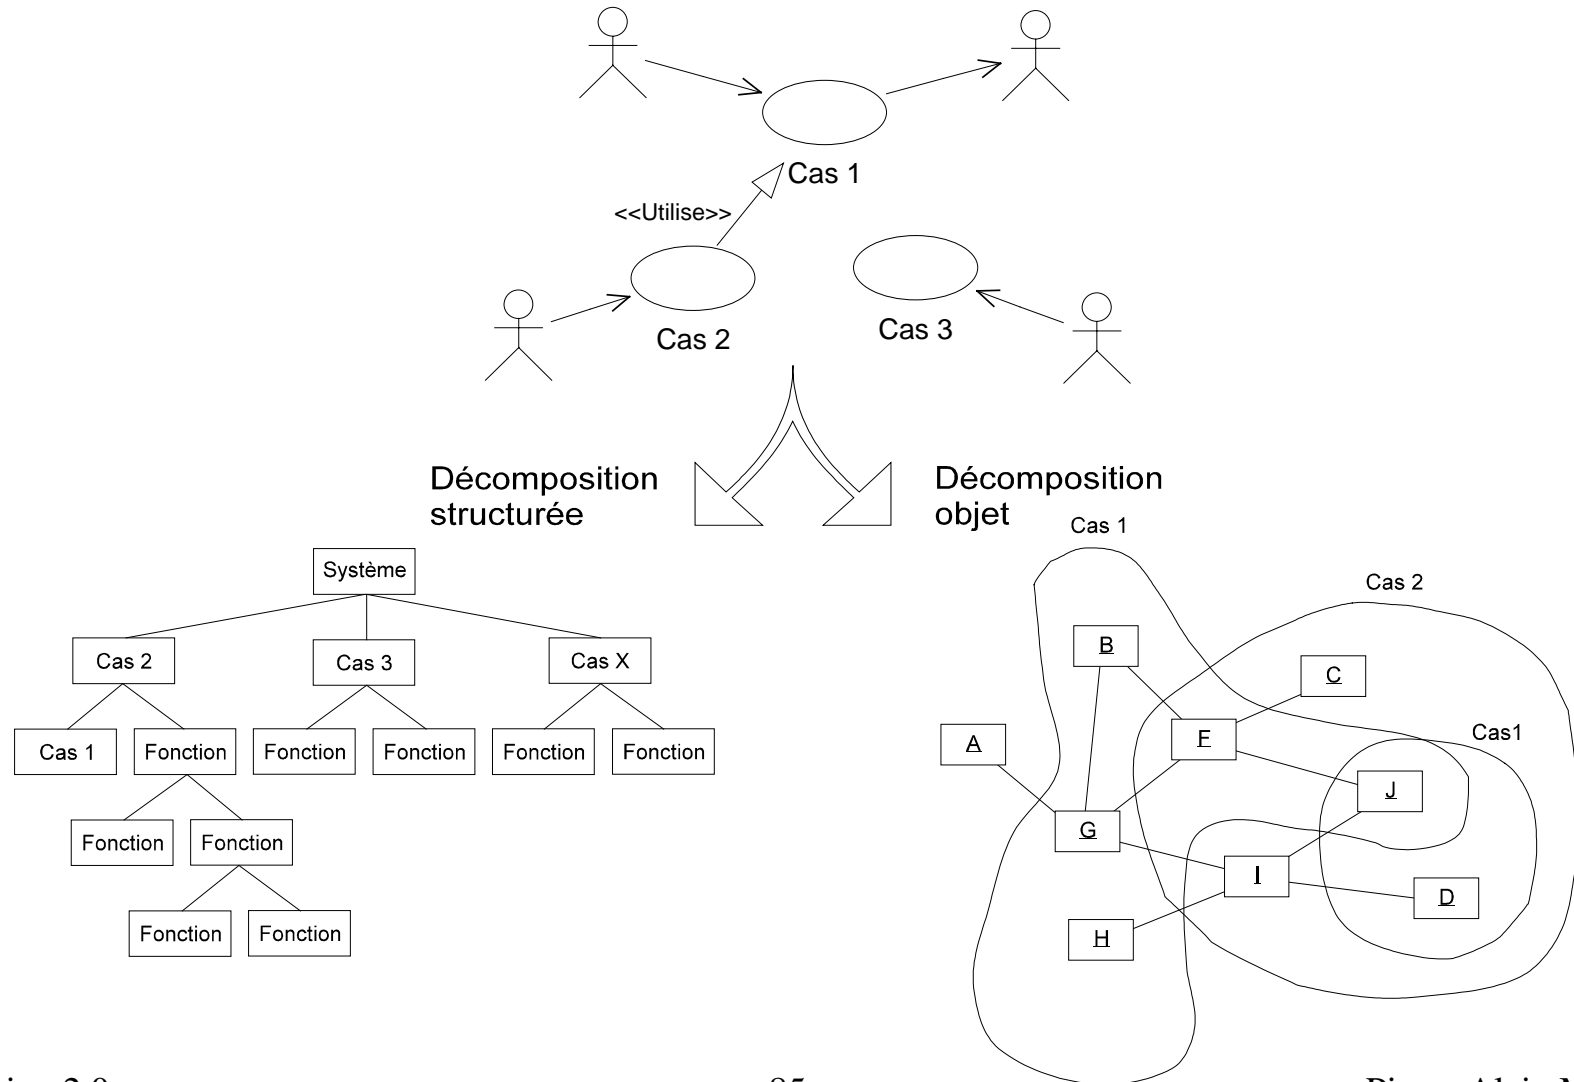 Cas 1
<<Utilise>>
Cas 2
Cas 3
Décomposition
structurée
Décomposition
objet
Système
Cas 2
Cas 3
Cas X
Cas 1
Fonction
Fonction
Fonction
Fonction
Fonction
Fonction
Fonction
Fonction
Fonction
Cas 1
Cas 2
B
C
Cas1
A
F
J
G
I
D
H